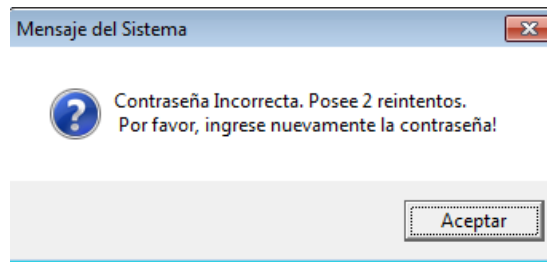 Mensaje del Sistema
Contraseña Incorrecta. Posee 2 reintentos.
Por favor, ingrese nuevamente la contraseña!
Aceptar